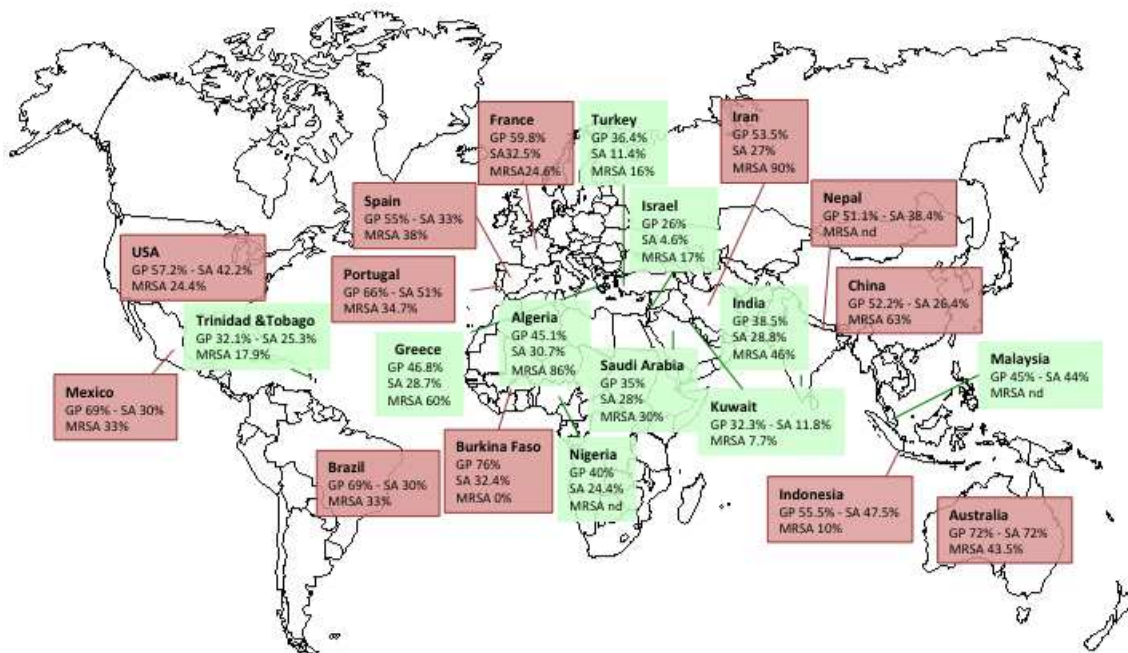 France
GP 59.8%
SA32.5%
MRSA24.6%
Turkey
GP 36.4%
SA 11.4%
MRSA 16%
Iran
GP 53.5%
SA 27%
MRSA 90%
Spain
GP 55% - SA 33%
MRSA 38%
Israel
GP 26%
SA 4.6%
MRSA 17%
Nepal
GP 51.1% - SA 38.4%
MRSA nd
USA
GP 57.2% - SA 42.2%
MRSA 24.4%
Portugal
GP 66% - SA 51%
MRSA 34.7%
China
GP 52.2% - SA 26.4%
MRSA 63%
Trinidad &Tobago
GP 32.1% - SA 25.3%
MRSA 17.9%
Algeria
GP 45.1%
SA 30.7%
MRSA 86%
India
GP 38.5%
SA 28.8%
MRSA 46%
Greece
GP 46.8%
SA 28.7%
MRSA 60%
Saudi Arabia
GP 35%
SA 28%
MRSA 30%
Malaysia
GP 45% - SA 44%
MRSA nd
Mexico
GP 69% - SA 30%
MRSA 33%
Kuwait
GP 32.3% - SA 11.8%
MRSA 7.7%
Burkina Faso
GP 76%
SA 32.4%
MRSA 0%
Nigeria
GP 40%
SA 24.4%
MRSA nd
Brazil
GP 69% - SA 30%
MRSA 33%
Indonesia
GP 55.5% - SA 47.5%
MRSA 10%
Australia
GP 72% - SA 72%
MRSA 43.5%